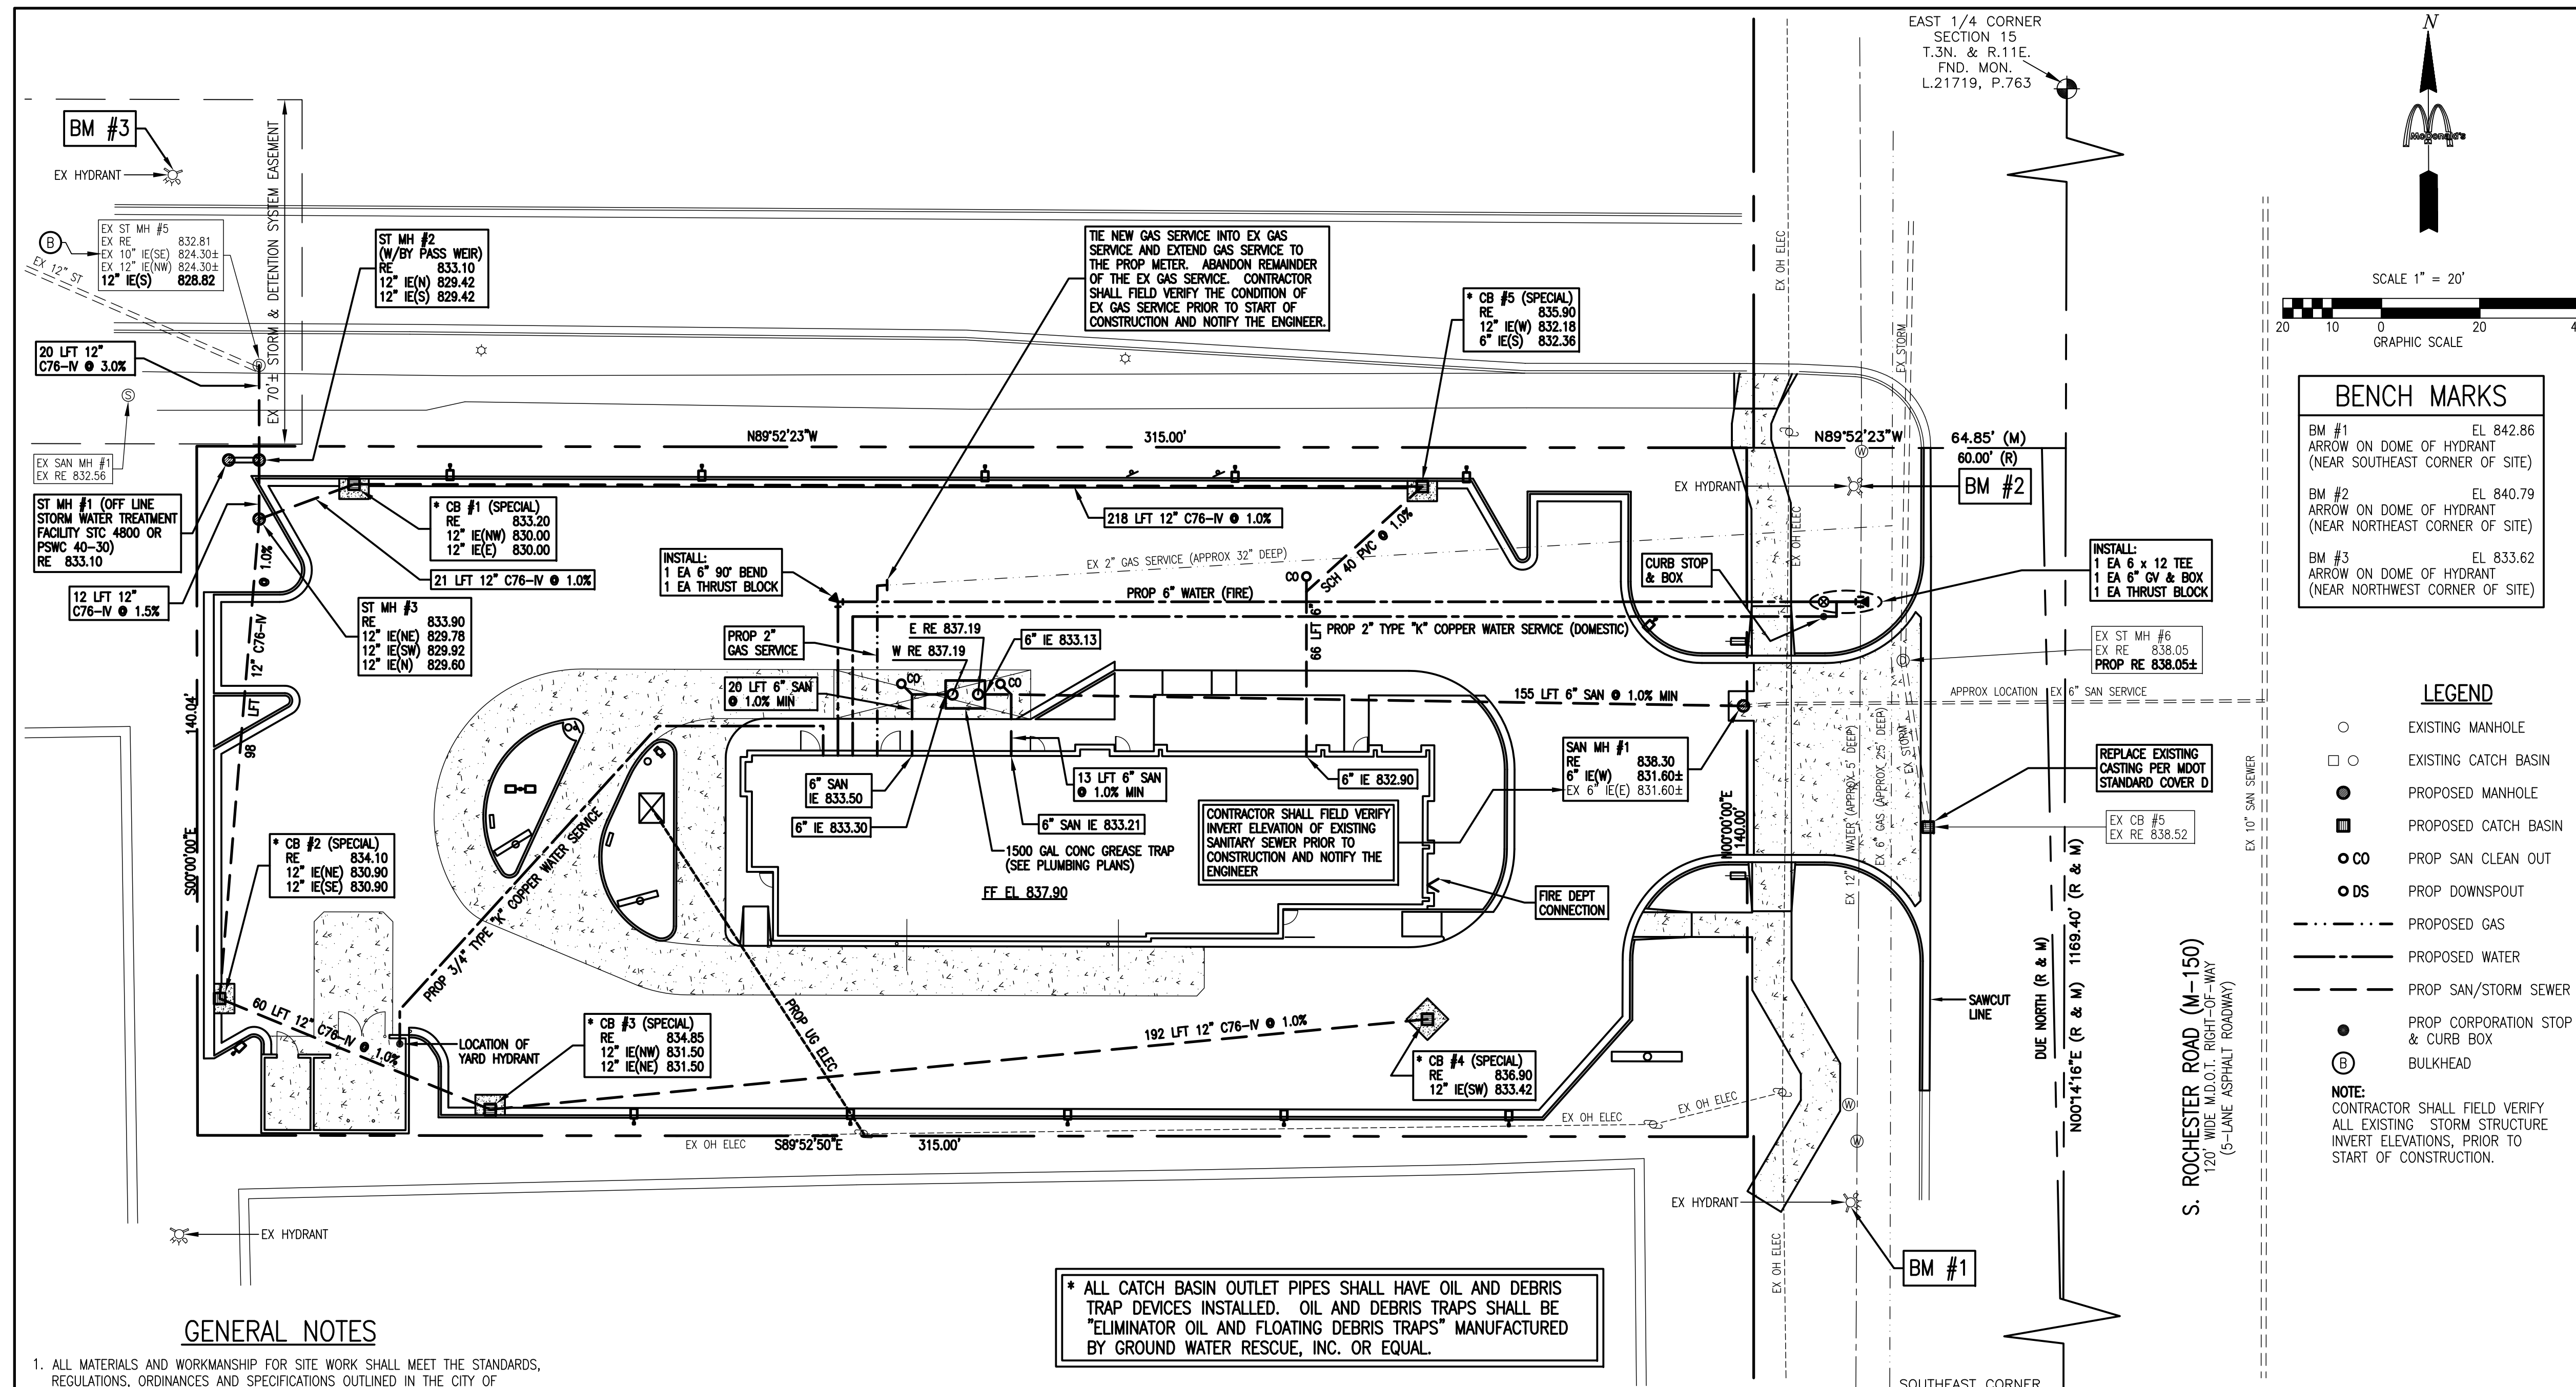 EAST 1/4 CORNER
SECTION 15
T.3N. & R.11E.
FND. MON.
L.21719, P.763
N
McDonald's
SCALE 1" = 20'
20 10 0 20
GRAPHIC SCALE
BENCH MARKS
BM #1 EL 842.86
ARROW ON DOME OF HYDRANT
(NEAR SOUTHEAST CORNER OF SITE)
BM #2 EL 840.79
ARROW ON DOME OF HYDRANT
(NEAR NORTHEAST CORNER OF SITE)
BM #3 EL 833.62
ARROW ON DOME OF HYDRANT
(NEAR NORTHWEST CORNER OF SITE)
LEGEND
EXISTING MANHOLE
EXISTING CATCH BASIN
PROPOSED MANHOLE
PROPOSED CATCH BASIN
CO PROP SAN CLEAN OUT
DS PROP DOWNSPOUT
PROPOSED GAS
PROPOSED WATER
PROP SAN/STORM SEWER
PROP CORPORATION STOP
& CURB BOX
B BULKHEAD
NOTE:
CONTRACTOR SHALL FIELD VERIFY
ALL EXISTING STORM STRUCTURE
INVERT ELEVATIONS, PRIOR TO
START OF CONSTRUCTION.
BM #3
EX HYDRANT
B
EX ST MH #5
EX RE 832.81
EX 10" IE(SE) 824.30±
EX 12" IE(NW) 824.30±
12" IE(S) 828.82
EX 12" ST
EX 70'± STORM & DETENTION SYSTEM EASEMENT
ST MH #2
(W/BY PASS WEIR)
RE 833.10
12" IE(N) 829.42
12" IE(S) 829.42
20 LFT 12"
C76-IV @ 3.0%
S
EX SAN MH #1
EX RE 832.56
ST MH #1 (OFF LINE
STORM WATER TREATMENT
FACILITY STC 4800 OR
PSWC 40-30)
RE 833.10
12 LFT 12"
C76-IV @ 1.5%
TIE NEW GAS SERVICE INTO EX GAS
SERVICE AND EXTEND GAS SERVICE TO
THE PROP METER. ABANDON REMAINDER
OF THE EX GAS SERVICE. CONTRACTOR
SHALL FIELD VERIFY THE CONDITION OF
EX GAS SERVICE PRIOR TO START OF
CONSTRUCTION AND NOTIFY THE ENGINEER.
* CB #5 (SPECIAL)
RE 835.90
12" IE(W) 832.18
6" IE(S) 832.36
N89°52'23"W 315.00'
N89°52'23"W 64.85' (M)
60.00' (R)
EX HYDRANT
BM #2
EX OH ELEC
EX STORM
W
* CB #1 (SPECIAL)
RE 833.20
12" IE(NW) 830.00
12" IE(E) 830.00
21 LFT 12" C76-IV @ 1.0%
ST MH #3
RE 833.90
12" IE(NE) 829.78
12" IE(SW) 829.92
12" IE(N) 829.60
218 LFT 12" C76-IV @ 1.0%
INSTALL:
1 EA 6" 90° BEND
1 EA THRUST BLOCK
EX 2" GAS SERVICE (APPROX 32" DEEP)
CO
66 LFT 6" SCH 40 PVC @ 1.0%
PROP 6" WATER (FIRE)
PROP 2" TYPE "K" COPPER WATER SERVICE (DOMESTIC)
CURB STOP
& BOX
EX OH ELEC
INSTALL:
1 EA 6 x 12 TEE
1 EA 6" GV & BOX
1 EA THRUST BLOCK
EX ST MH #6
EX RE 838.05
PROP RE 838.05±
PROP 2"
GAS SERVICE
E RE 837.19
W RE 837.19
6" IE 833.13
20 LFT 6" SAN
@ 1.0% MIN
CO
CO
155 LFT 6" SAN @ 1.0% MIN
APPROX LOCATION EX 6" SAN SERVICE
98 LFT 12" C76-IV @ 1.0%
140.04'
S00°00'00"E
6" SAN
IE 833.50
6" IE 833.30
13 LFT 6" SAN
@ 1.0% MIN
6" SAN IE 833.21
1500 GAL CONC GREASE TRAP
(SEE PLUMBING PLANS)
FF EL 837.90
6" IE 832.90
CONTRACTOR SHALL FIELD VERIFY
INVERT ELEVATION OF EXISTING
SANITARY SEWER PRIOR TO
CONSTRUCTION AND NOTIFY THE
ENGINEER
SAN MH #1
RE 838.30
6" IE(W) 831.60±
EX 6" IE(E) 831.60±
FIRE DEPT
CONNECTION
N00°00'00"E
140.00'
EX 12" WATER (APPROX 5' DEEP)
EX 6" GAS (APPROX 2.5' DEEP)
EX STORM
REPLACE EXISTING
CASTING PER MDOT
STANDARD COVER D
EX CB #5
EX RE 838.52
EX 10" SAN SEWER
SAWCUT
LINE
DUE NORTH (R & M)
N00°14'16"E (R & M) 1169.40' (R & M)
S. ROCHESTER ROAD (M-150)
120' WIDE M.D.O.T. RIGHT-OF-WAY
(5-LANE ASPHALT ROADWAY)
* CB #2 (SPECIAL)
RE 834.10
12" IE(NE) 830.90
12" IE(SE) 830.90
PROP 3/4" TYPE "K" COPPER WATER SERVICE
60 LFT 12" C76-IV @ 1.0%
LOCATION OF
YARD HYDRANT
* CB #3 (SPECIAL)
RE 834.85
12" IE(NW) 831.50
12" IE(NE) 831.50
PROP UG ELEC
192 LFT 12" C76-IV @ 1.0%
* CB #4 (SPECIAL)
RE 836.90
12" IE(SW) 833.42
EX OH ELEC
EX OH ELEC
EX OH ELEC
S89°52'50"E 315.00'
W
W
EX HYDRANT
EX HYDRANT
EX OH ELEC
BM #1
* ALL CATCH BASIN OUTLET PIPES SHALL HAVE OIL AND DEBRIS
TRAP DEVICES INSTALLED. OIL AND DEBRIS TRAPS SHALL BE
"ELIMINATOR OIL AND FLOATING DEBRIS TRAPS" MANUFACTURED
BY GROUND WATER RESCUE, INC. OR EQUAL.
GENERAL NOTES
1. ALL MATERIALS AND WORKMANSHIP FOR SITE WORK SHALL MEET THE STANDARDS,
REGULATIONS, ORDINANCES AND SPECIFICATIONS OUTLINED IN THE CITY OF
SOUTHEAST CORNER